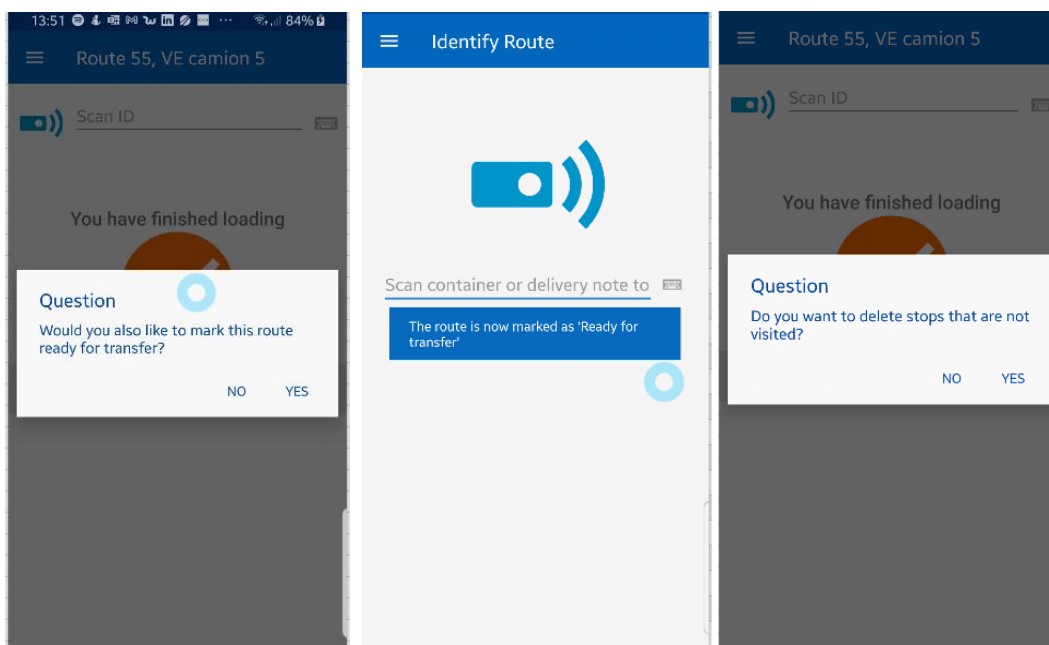 13:51
84%
Route 55, VE camion 5
Scan ID
You have finished loading
Question
Would you also like to mark this route
ready for transfer?
NO YES
Identify Route
Scan container or delivery note to
The route is now marked as 'Ready for
transfer'
Route 55, VE camion 5
Scan ID
You have finished loading
Question
Do you want to delete stops that are not
visited?
NO YES